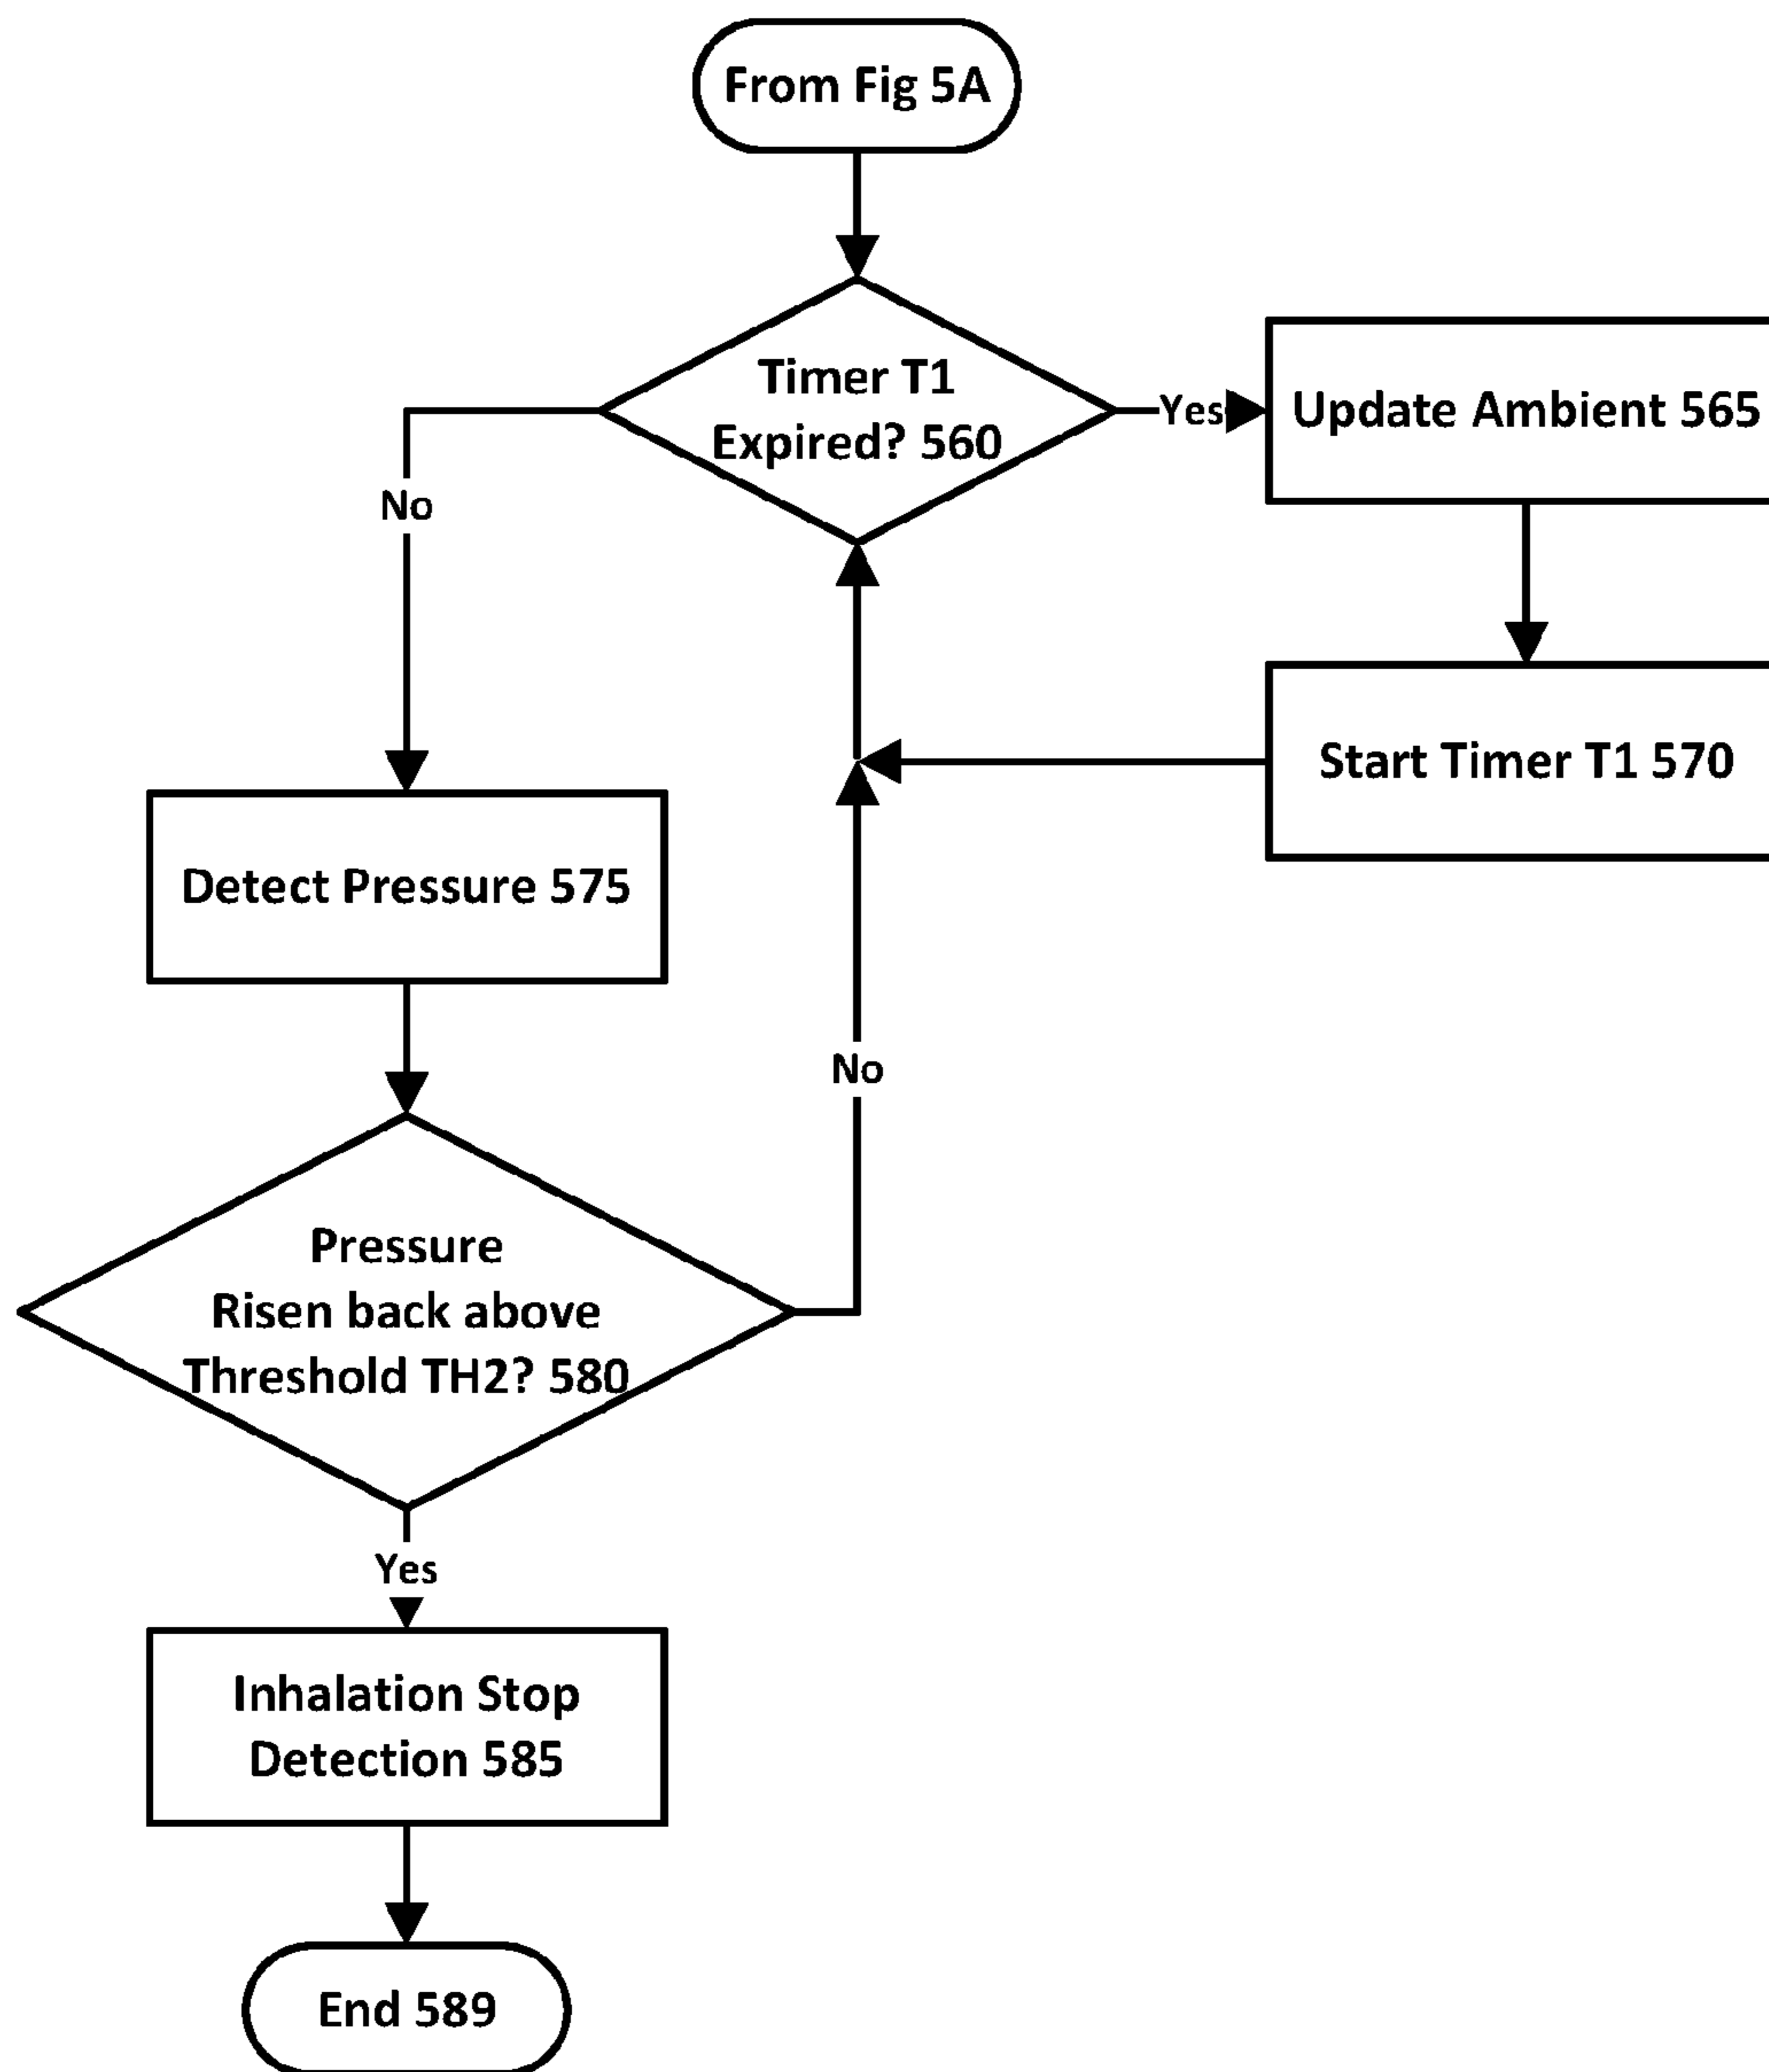 From Fig 5A
Timer T1
Expired? 560
Yes
Update Ambient 565
No
Start Timer T1 570
Detect Pressure 575
No
Pressure
Risen back above
Threshold TH2? 580
Yes
Inhalation Stop
Detection 585
End 589